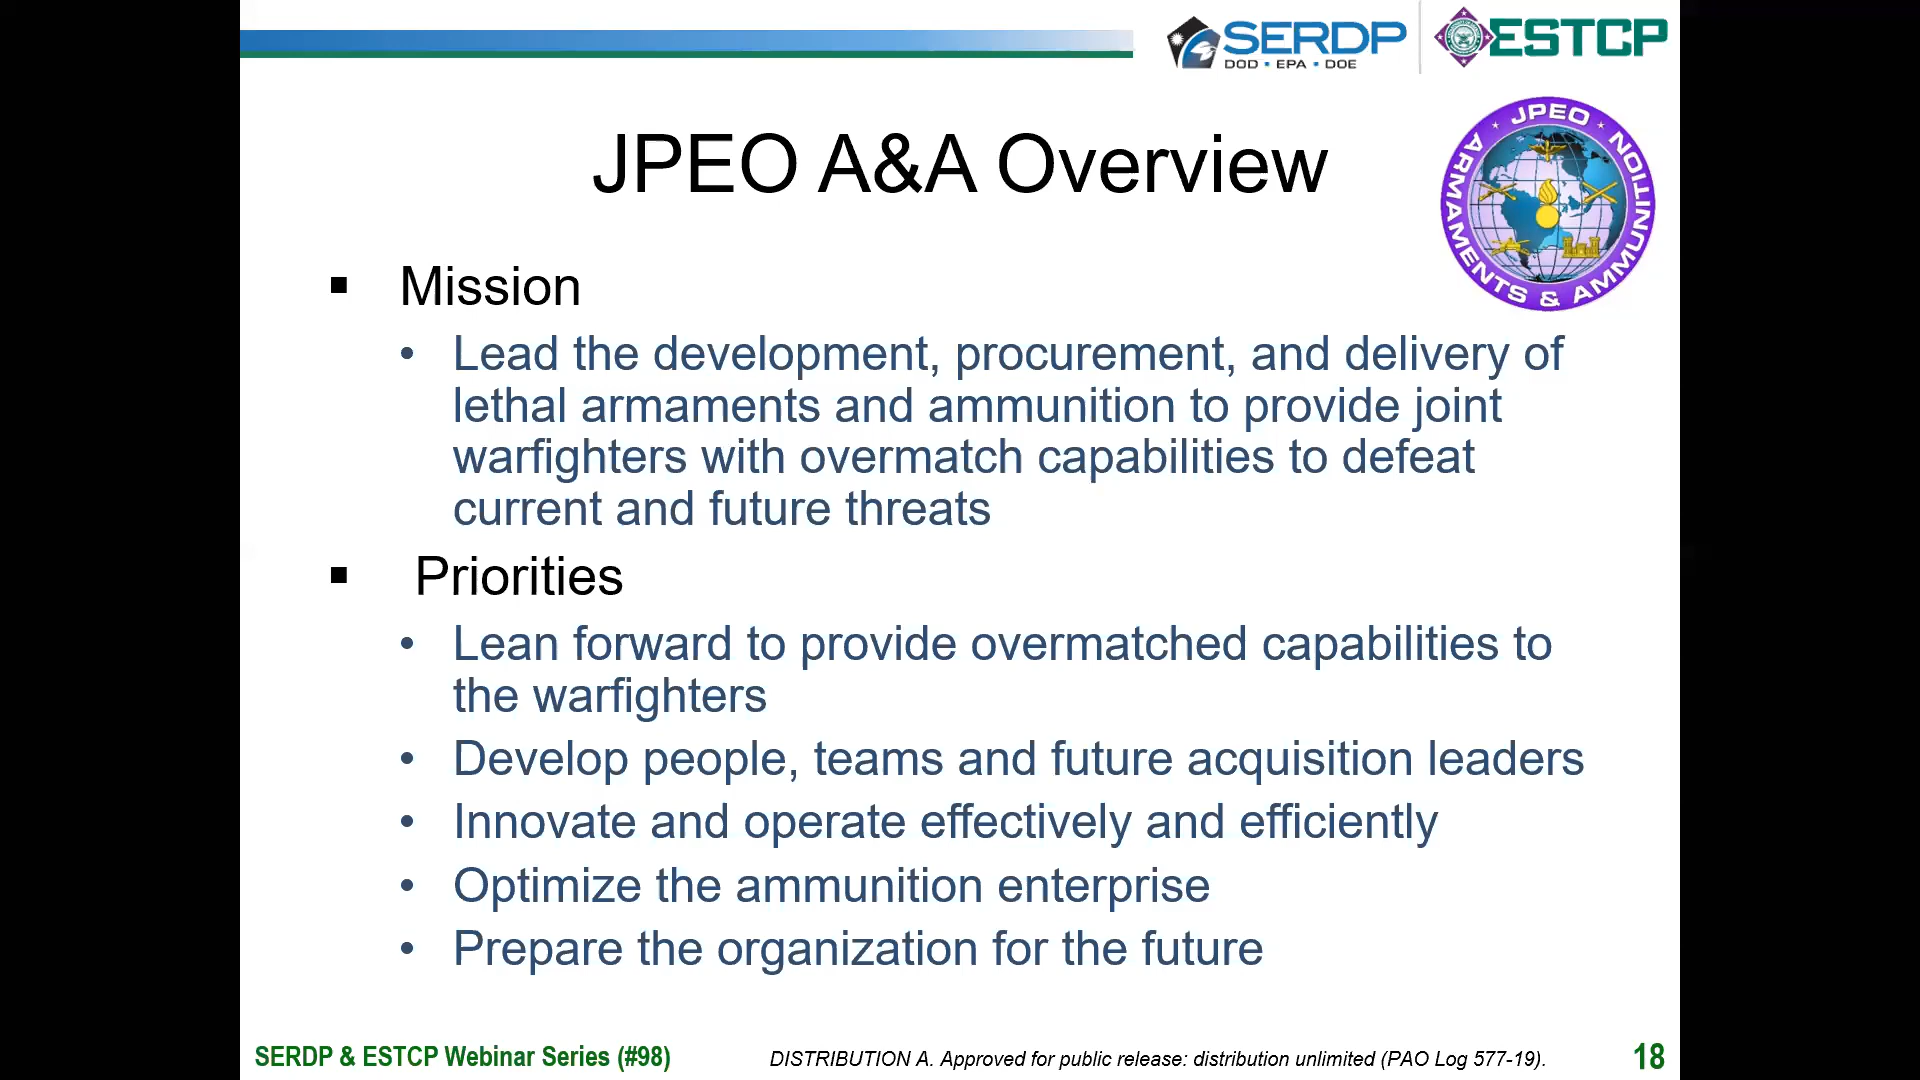 SERDP
DOD • EPA • DOE
ESTCP
JPEO A&A Overview
JPEO
ARMAMENTS & AMMUNITION
▪ Mission
• Lead the development, procurement, and delivery of
lethal armaments and ammunition to provide joint
warfighters with overmatch capabilities to defeat
current and future threats
▪ Priorities
• Lean forward to provide overmatched capabilities to
the warfighters
• Develop people, teams and future acquisition leaders
• Innovate and operate effectively and efficiently
• Optimize the ammunition enterprise
• Prepare the organization for the future
SERDP & ESTCP Webinar Series (#98)
DISTRIBUTION A. Approved for public release: distribution unlimited (PAO Log 577-19).
18